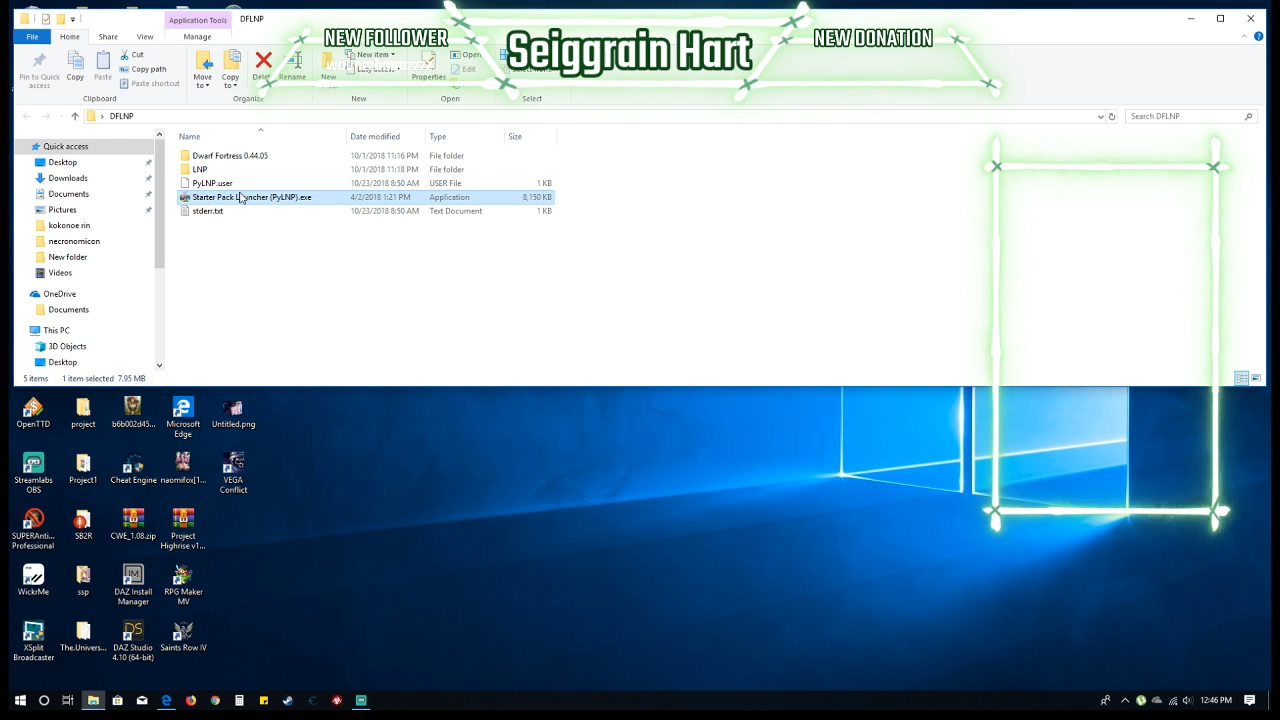 Application Tools
DFLNP
File
Home
Share
View
Manage
NEW FOLLOWER
Seiggrain Hart
NEW DONATION
Pin to Quick access
Copy
Paste
Cut
Copy path
Paste shortcut
Move to
Copy to
Delete
Rename
New
New item
Properties
Open
Edit
Clipboard
Organize
New
Open
Select
DFLNP
Search DFLNP
Name
Date modified
Type
Size
Quick access
Desktop
Downloads
Documents
Pictures
kokonoe rin
necronomicon
New folder
Videos
OneDrive
Documents
This PC
3D Objects
Desktop
Dwarf Fortress 0.44.05 10/1/2018 11:16 PM File folder
LNP 10/1/2018 11:18 PM File folder
PyLNP.user 10/23/2018 8:50 AM USER File 1 KB
Starter Pack Launcher (PyLNP).exe 4/2/2018 1:21 PM Application 8,150 KB
stderr.txt 10/23/2018 8:50 AM Text Document 1 KB
5 items 1 item selected 7.95 MB
OpenTTD
project
b6b002d45...
Microsoft Edge
Untitled.png
Streamlabs OBS
Project1
Cheat Engine
naomifox[1...
VEGA Conflict
SUPERAnti... Professional
SB2R
CWE_1.08.zip
Project Highrise v1...
WickrMe
ssp
DAZ Install Manager
RPG Maker MV
XSplit Broadcaster
The.Univers...
DAZ Studio 4.10 (64-bit)
Saints Row IV
12:46 PM